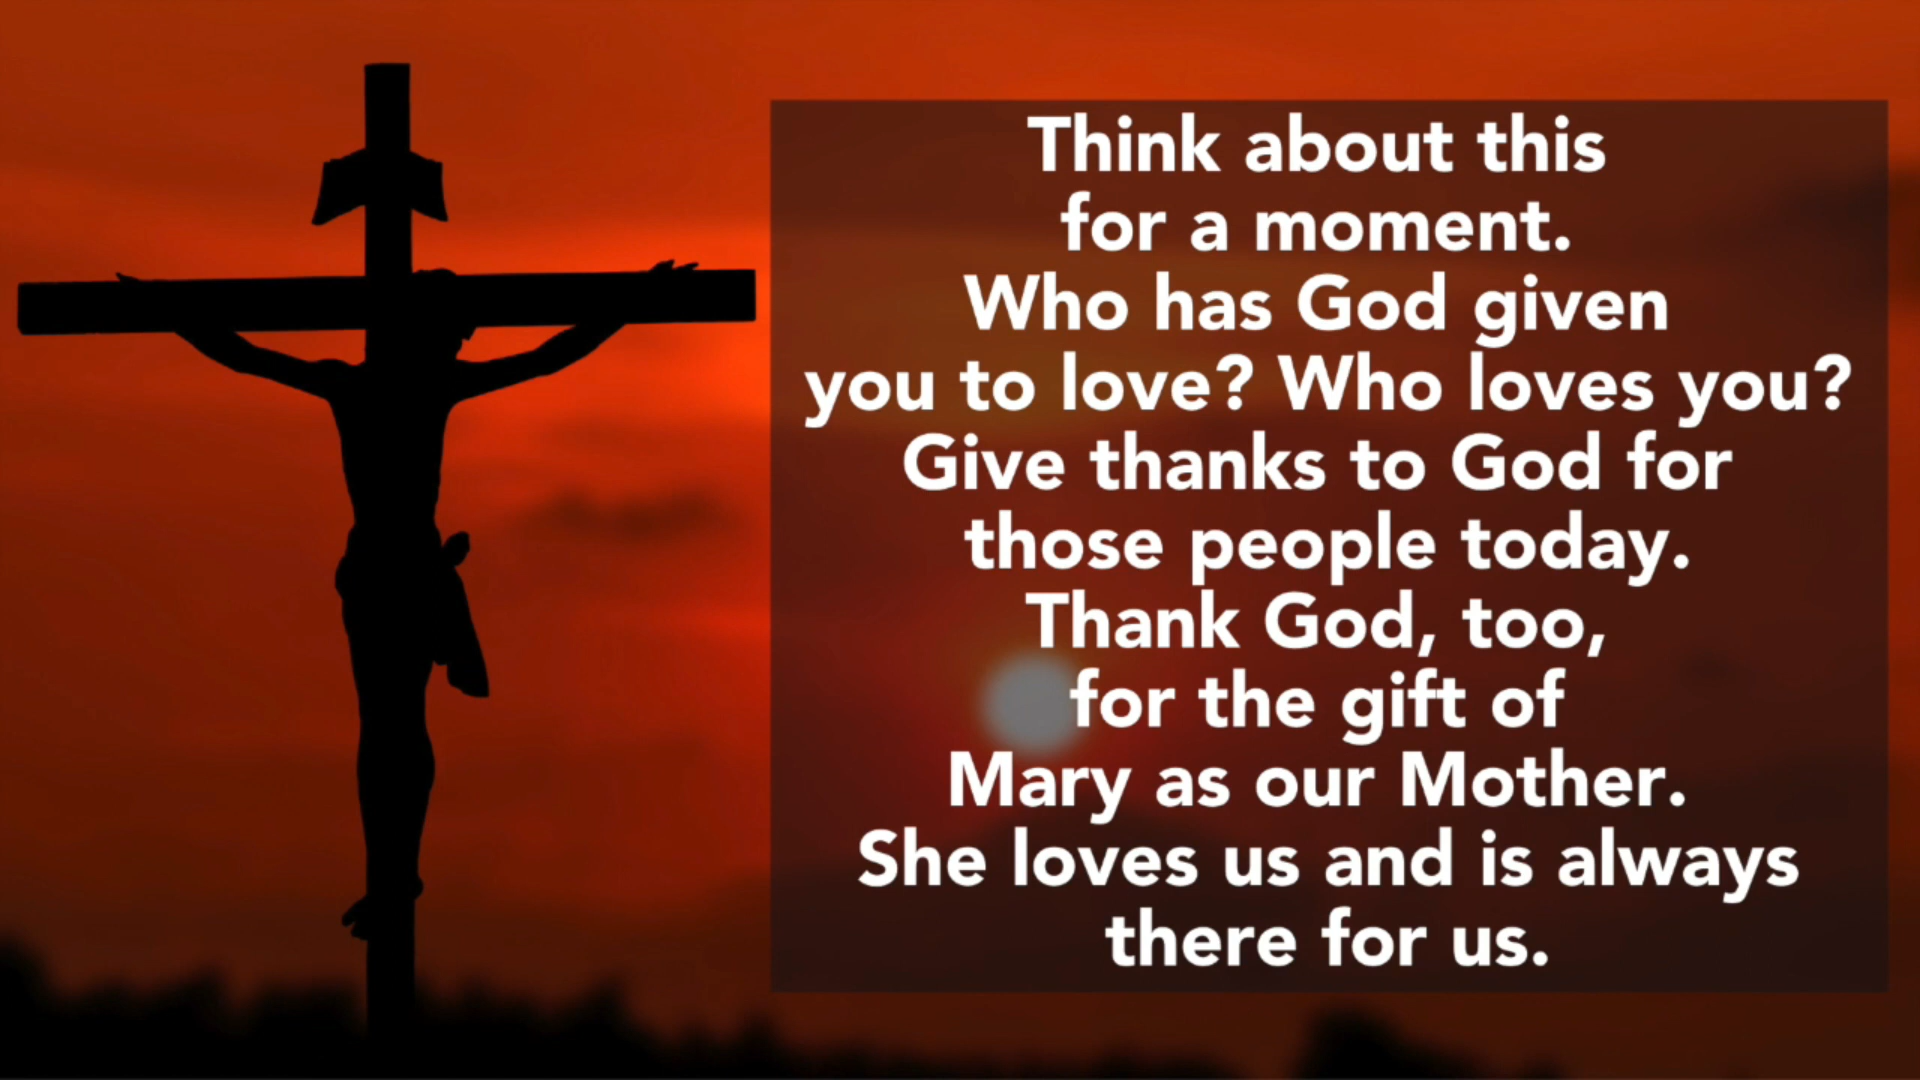 Think about this
for a moment.
Who has God given
you to love? Who loves you?
Give thanks to God for
those people today.
Thank God, too,
for the gift of
Mary as our Mother.
She loves us and is always
there for us.